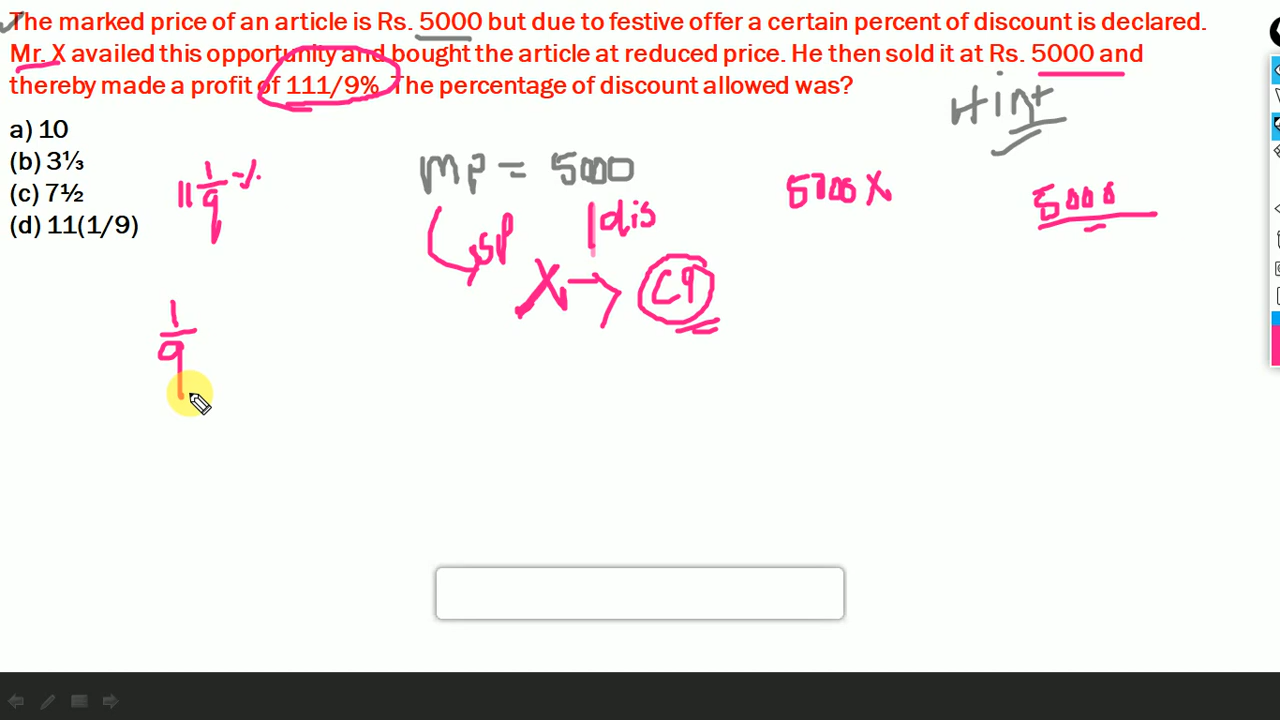 The marked price of an article is Rs. 5000 but due to festive offer a certain percent of discount is declared.
Mr. X availed this opportunity and bought the article at reduced price. He then sold it at Rs. 5000 and
thereby made a profit of 111/9%. The percentage of discount allowed was?
Hint
a) 10
(b) 3⅓
(c) 7½
(d) 11(1/9)
11 1/9 %
MP = 5000
5000 X
5000
SP
dis
X → CP
1/9